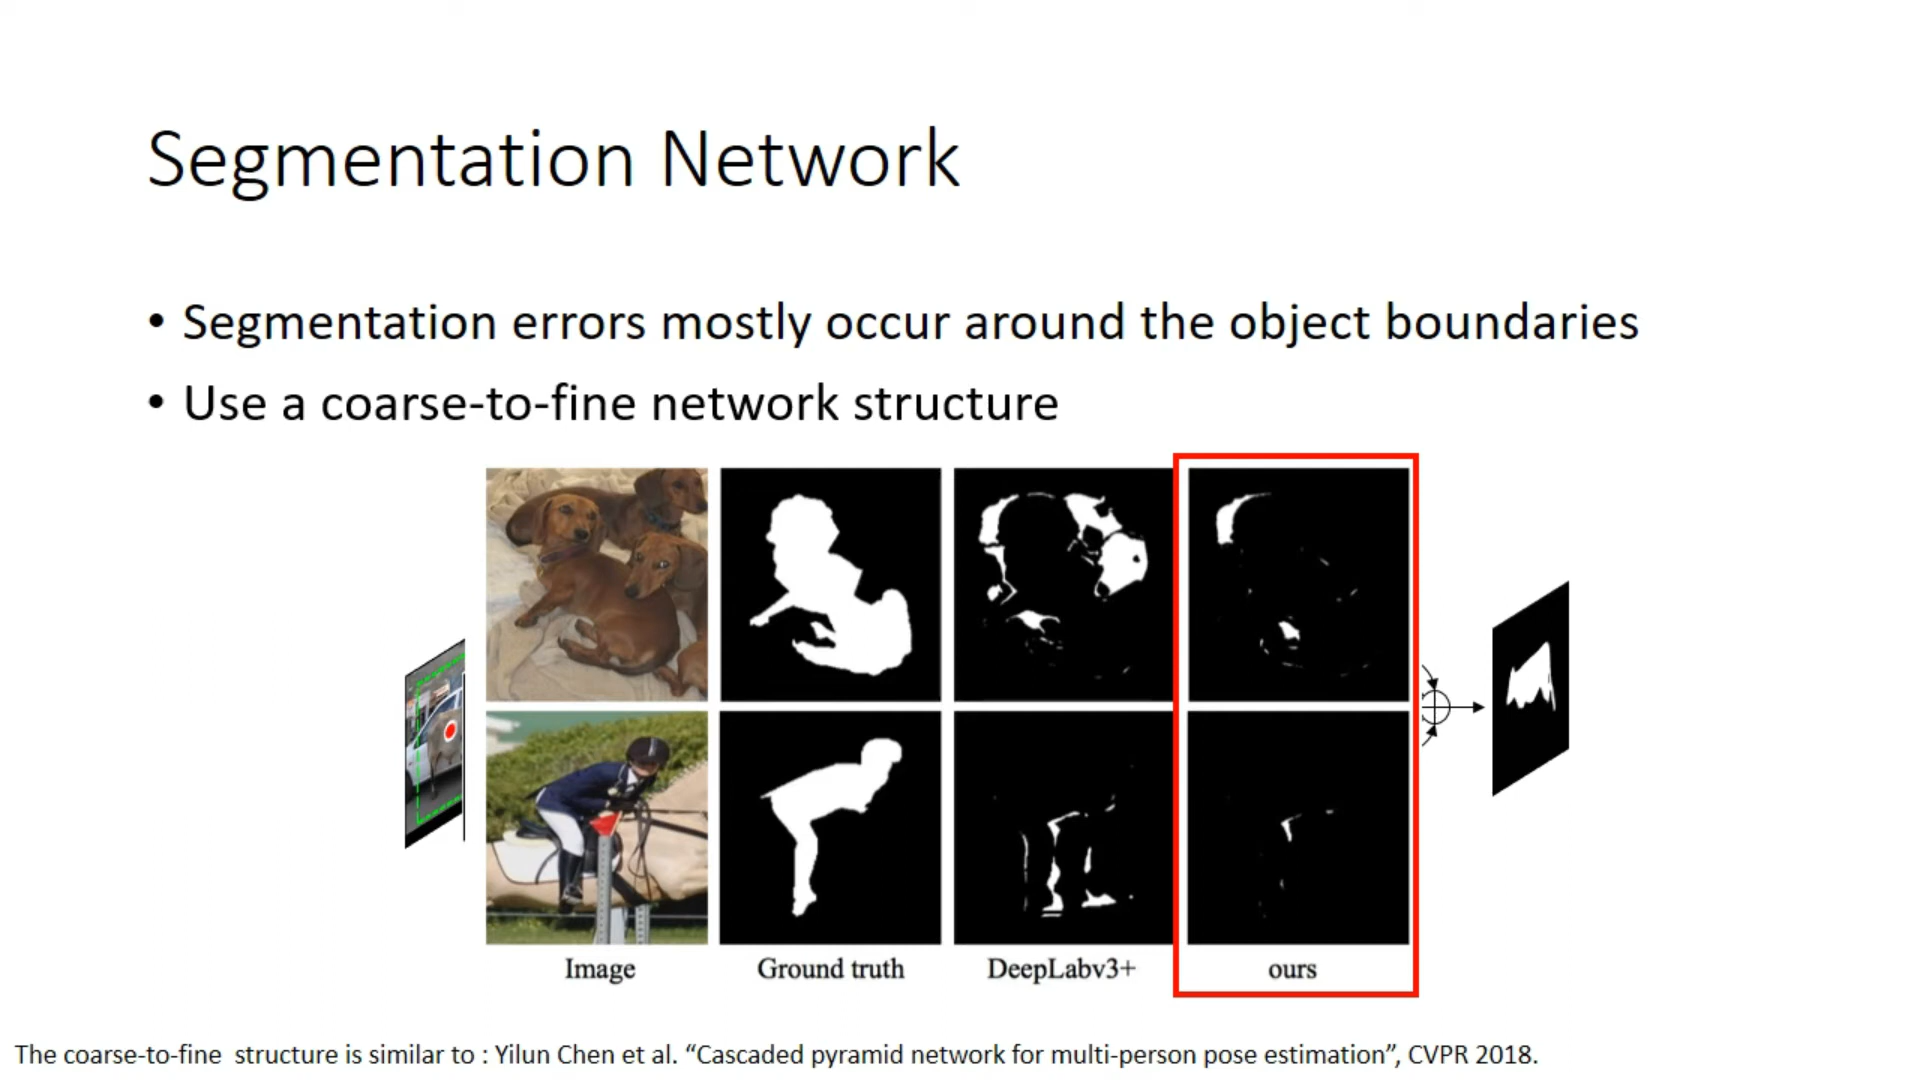 Segmentation Network
• Segmentation errors mostly occur around the object boundaries
• Use a coarse-to-fine network structure
Image Ground truth DeepLabv3+ ours
The coarse-to-fine structure is similar to : Yilun Chen et al. “Cascaded pyramid network for multi-person pose estimation”, CVPR 2018.